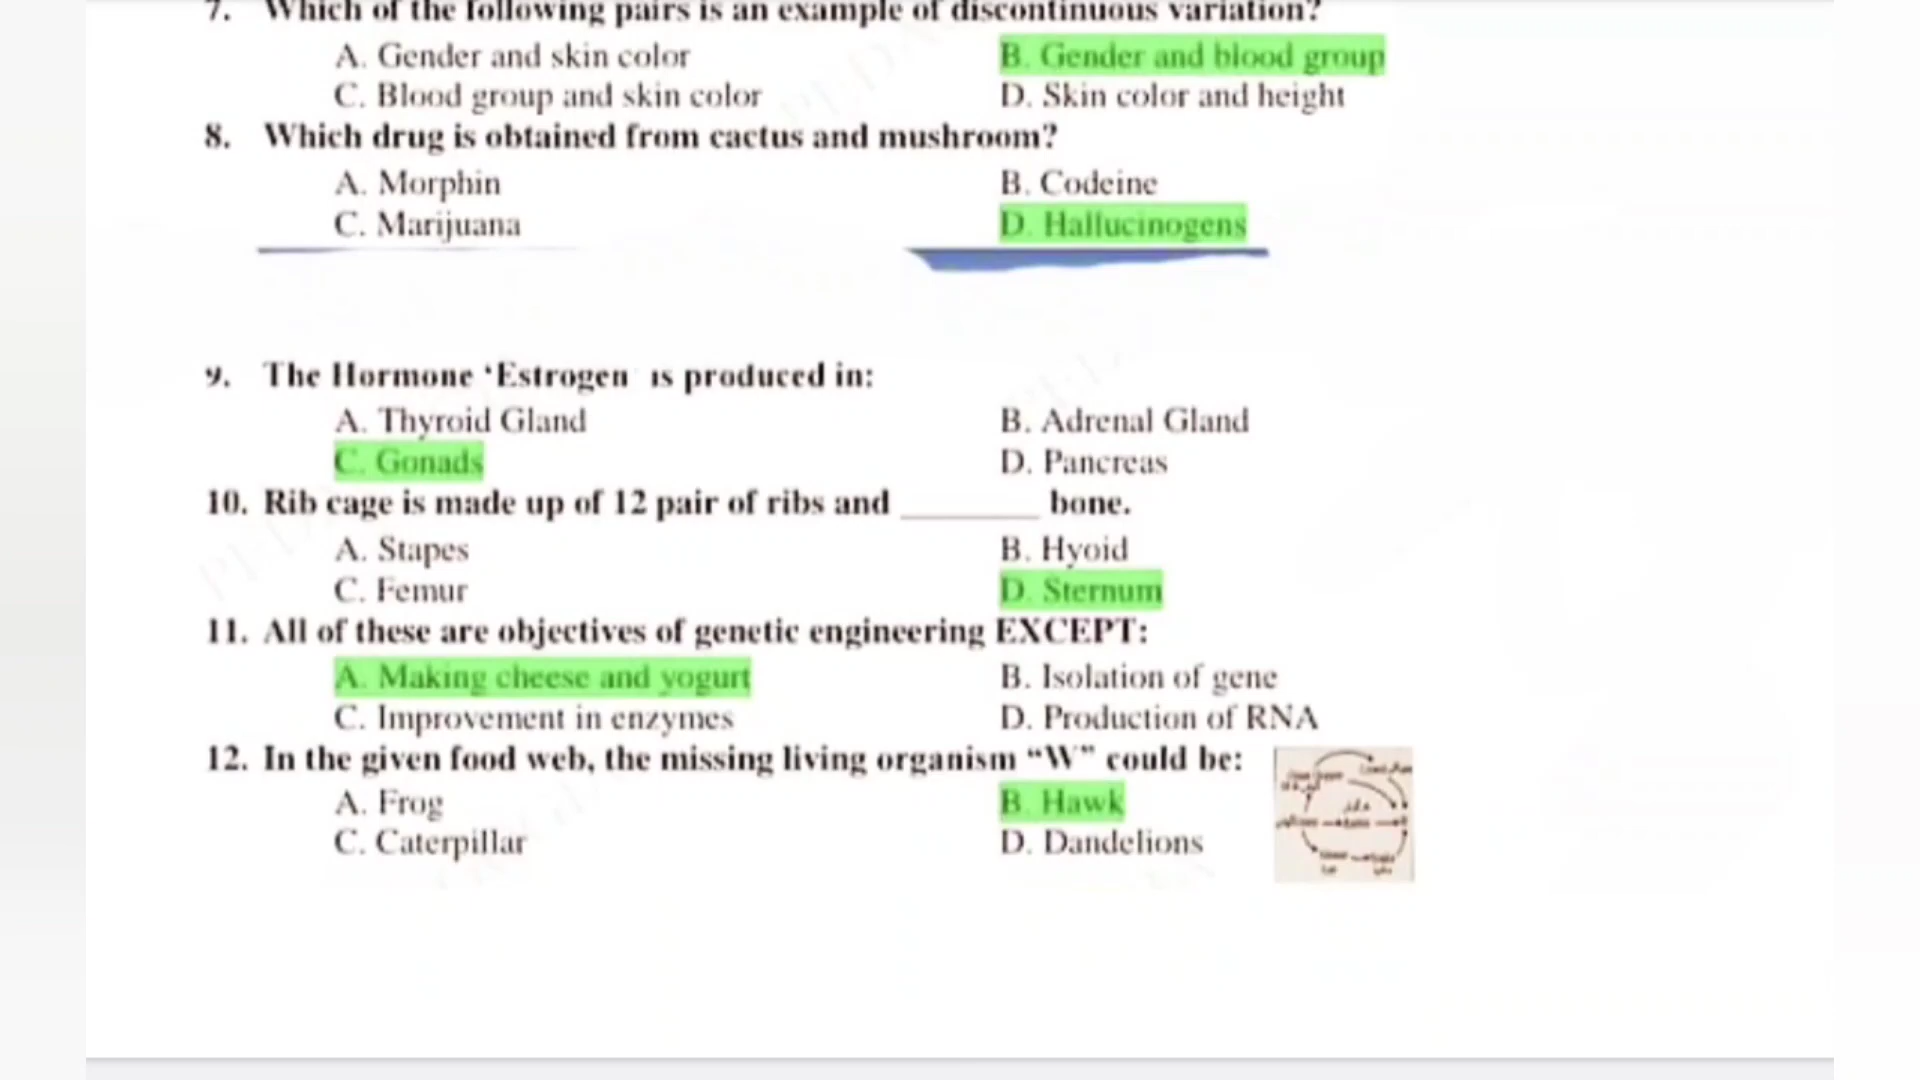 7. Which of the following pairs is an example of discontinuous variation?
A. Gender and skin color B. Gender and blood group
C. Blood group and skin color D. Skin color and height
8. Which drug is obtained from cactus and mushroom?
A. Morphin B. Codeine
C. Marijuana D. Hallucinogens
9. The Hormone ‘Estrogen is produced in:
A. Thyroid Gland B. Adrenal Gland
C. Gonads D. Pancreas
10. Rib cage is made up of 12 pair of ribs and ________ bone.
A. Stapes B. Hyoid
C. Femur D. Sternum
11. All of these are objectives of genetic engineering EXCEPT:
A. Making cheese and yogurt B. Isolation of gene
C. Improvement in enzymes D. Production of RNA
12. In the given food web, the missing living organism “W” could be:
A. Frog B. Hawk
C. Caterpillar D. Dandelions